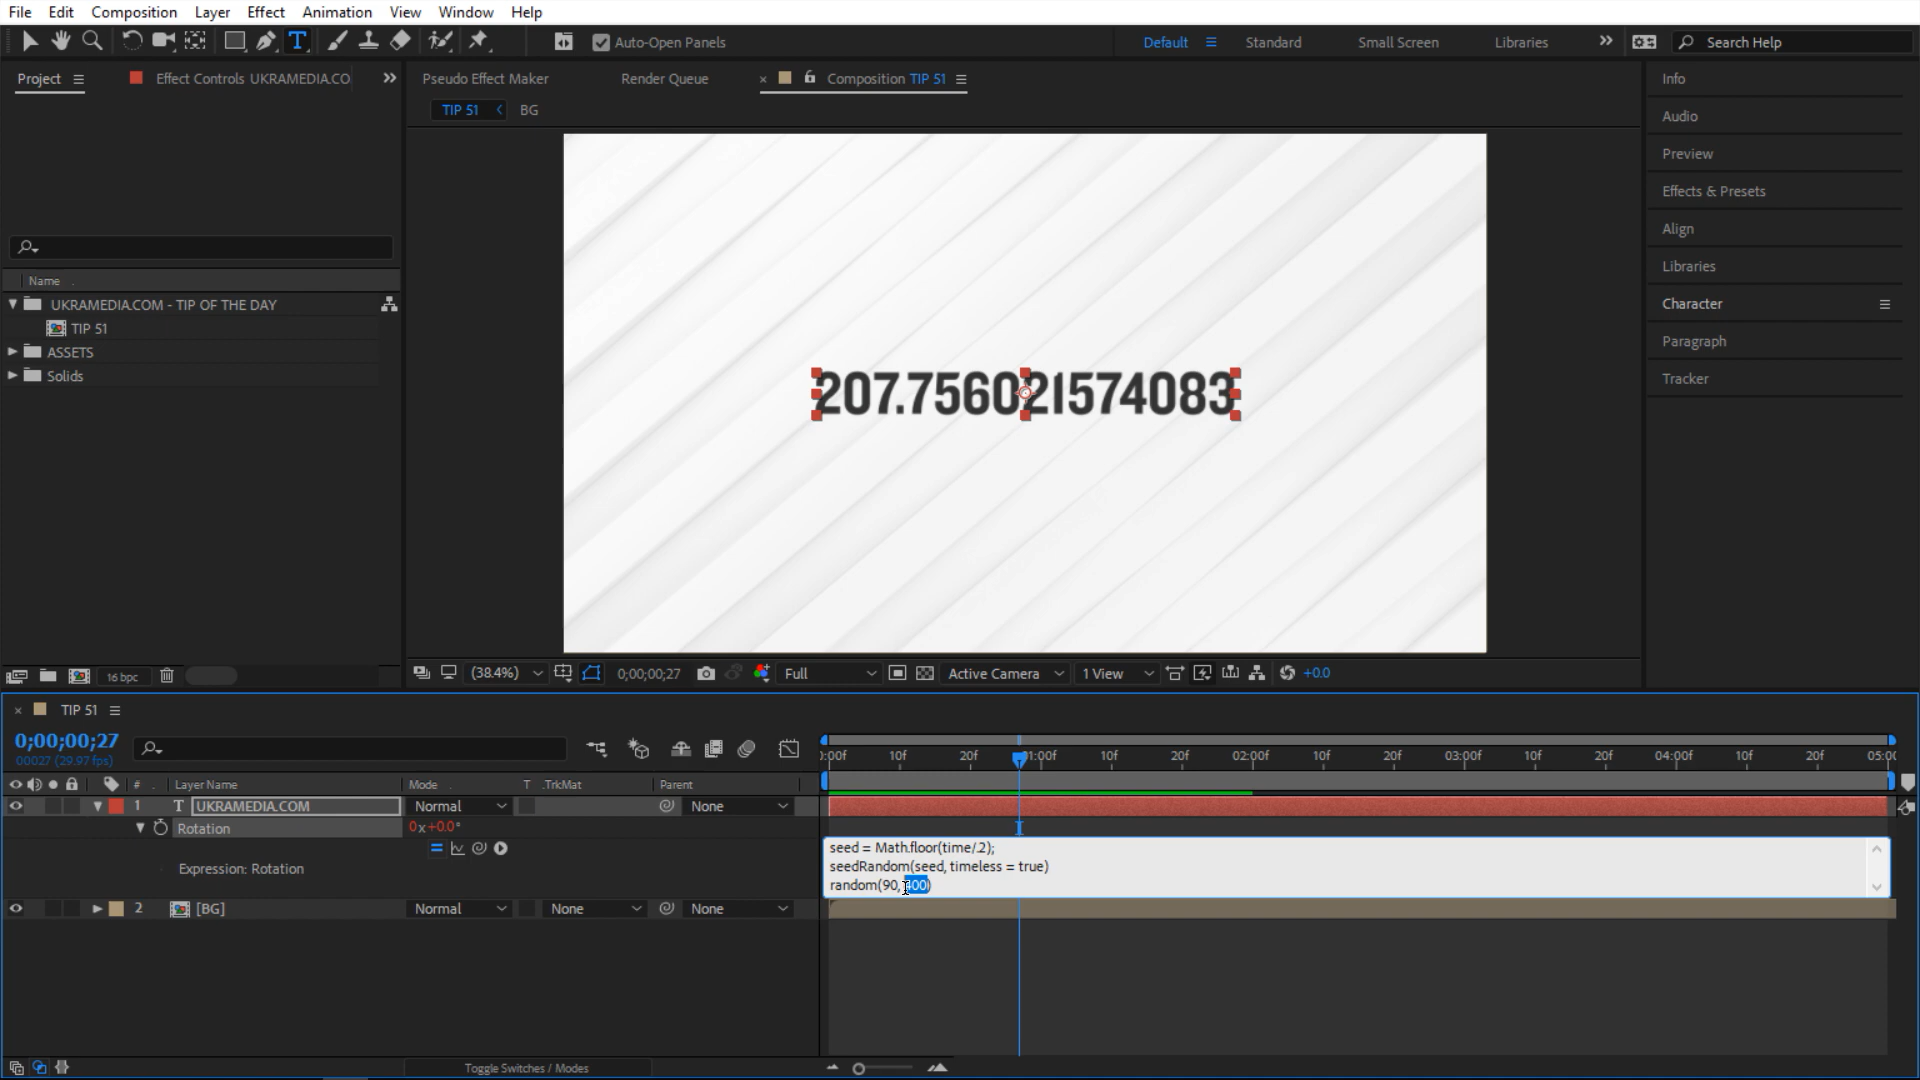 File Edit Composition Layer Effect Animation View Window Help
Auto-Open Panels Default Standard Small Screen Libraries Search Help
Project Effect Controls UKRAMEDIA.CO Pseudo Effect Maker Render Queue Composition TIP 51 Info
TIP 51 BG
Audio
Preview
Effects & Presets
Align
Libraries
Character
Paragraph
Tracker
Name
UKRAMEDIA.COM - TIP OF THE DAY
TIP 51
ASSETS
Solids
207.756021574083
16 bpc (38.4%) 0;00;00;27 Full Active Camera 1 View +0.0
TIP 51
0;00;00;27
00027 (29.97 fps)
):00f 10f 20f 01:00f 10f 20f 02:00f 10f 20f 03:00f 10f 20f 04:00f 10f 20f 05:00
# Layer Name Mode T .TrkMat Parent
1 T UKRAMEDIA.COM Normal None
Rotation 0x+0.0°
Expression: Rotation
seed = Math.floor(time/.2);
seedRandom(seed, timeless = true)
random(90, 400)
2 [BG] Normal None None
Toggle Switches / Modes